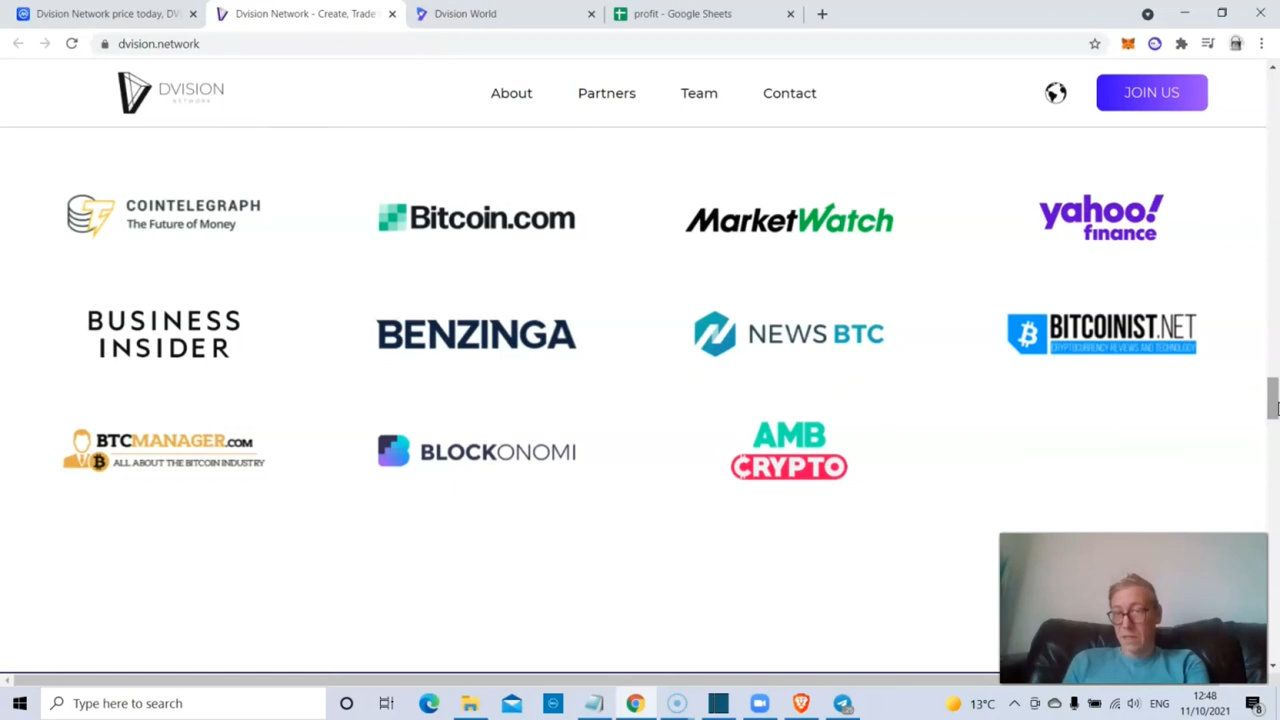 Dvision Network price today, DV
Dvision Network - Create, Trade
Dvision World
profit - Google Sheets
dvision.network
DVISION
NETWORK
About
Partners
Team
Contact
JOIN US
COINTELEGRAPH
The Future of Money
Bitcoin.com
MarketWatch
yahoo!
finance
BUSINESS
INSIDER
BENZINGA
NEWS BTC
BITCOINIST.NET
CRYPTOCURRENCY REVIEWS AND TECHNOLOGY
BTCMANAGER.COM
ALL ABOUT THE BITCOIN INDUSTRY
BLOCKONOMI
AMB
CRYPTO
Type here to search
13°C
ENG
12:48
11/10/2021
8